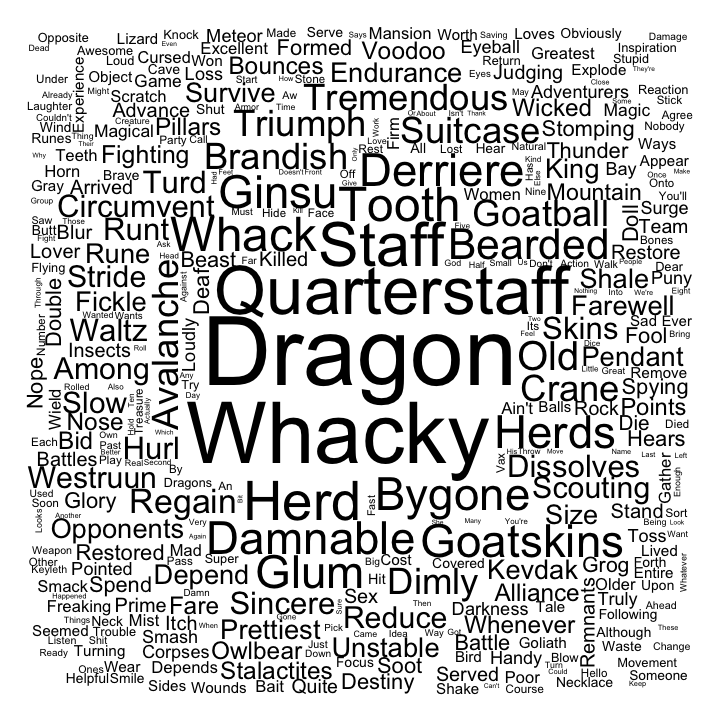 Opposite Lizard Knock Meteor Made Serve Says Mansion Worth Saving Loves Obviously
Dead Awesome Even Excellent Formed Voodoo Eyeball Greatest Inspiration Damage
Loud Cursed Won Bounces Endurance Return Judging Explode Stupid They're
Under Object Cave Game Loss Start How Stone Eyes Close
Already Might Scratch Survive Aw Tremendous May Adventurers Reaction
Laughter Experience Advance Shut Armor Time Or About Isn't Thank Wicked Magic Some Stick
Couldn't Creature Triumph Work Firm Suitcase Stomping Agree
Wind Thing Magical Pillars Party Call Love Nobody
Runes Their Only Rest All Lost Hear Natural Thunder Ways
Why Teeth Fighting Brandish Derriere Kind King Bay Appear
Horn Brave Had Feet Doesn't Front Off Has Else Once Make
Gray Arrived Turd Ginsu Give Women Nine Mountain Onto
Group Circumvent Must Hide Kill Face Tooth Goatball Doll You'll
Saw Those Runt Whack Staff Five Surge
Butt Blur Ask Bearded Team
Fight Lover Rune Head Beast Far Killed God Half Small Us Don't Action Walk People Restore Bones
Flying Stride Against Deaf Quarterstaff Shale Dear
Through Double Fickle Nothing Into We're Eight Puny
Number Wanted Wants Avalanche Loudly Farewell
Waltz Dragon Two Its Skins Sad Ever
Nope Insects Roll Feel Dice Fool Bring
Among Any Try Old Pendant
Rolled Also Day Little Great Remove
Wield Slow Ten Treasure Actually Whacky Crane Spying
Hold Ain't Balls Rock Points
Nose Which Herds Die Died
Each Bid Own Past Hurl His Throw Move Name Hears
Battles Play Better Real Second By Vax Dissolves Last Left
Westruun Dragons An Herd Bygone Scouting Gather Enough
Used Soon Glory Regain Bit Fast Size Stand Sort
Looks Another Opponents Very Damnable She Many You're Goatskins Toss Being Look Want
Weapon Restored Mad Again Super Lived
Other Keyleth Pointed Pass Glum Big Cost Covered Kevdak Grog Forth Whatever
Smack Spend Depend Damn Hit Dimly Alliance Older Entire Upon
Happened Freaking Prime Fare Sincere Sure Sex Then Darkness Tale Truly Ahead
Things Neck Mist Itch When Gone Reduce Whenever Following
Seemed Trouble Smash Prettiest Pick Came Idea Way Got Battle Goliath Remnants Although These
Listen Shit Owlbear Just Unstable Waste Change
Ready Turning Corpses Down Bird Handy Blow
Ones Wear Depends Stalactites Focus Soot Turn Movement
Helpful Smile Served Poor Could Hello Someone
Sides Wounds Bait Quite Destiny Shake Can't Course Necklace Keep